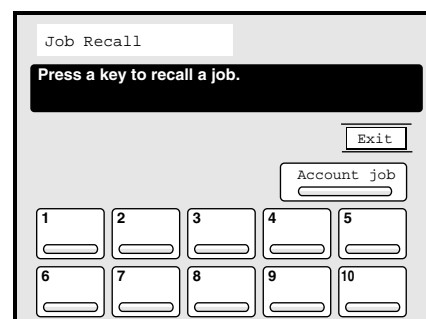 Job Recall
Press a key to recall a job.
Exit
Account job
1 2 3 4 5
6 7 8 9 10